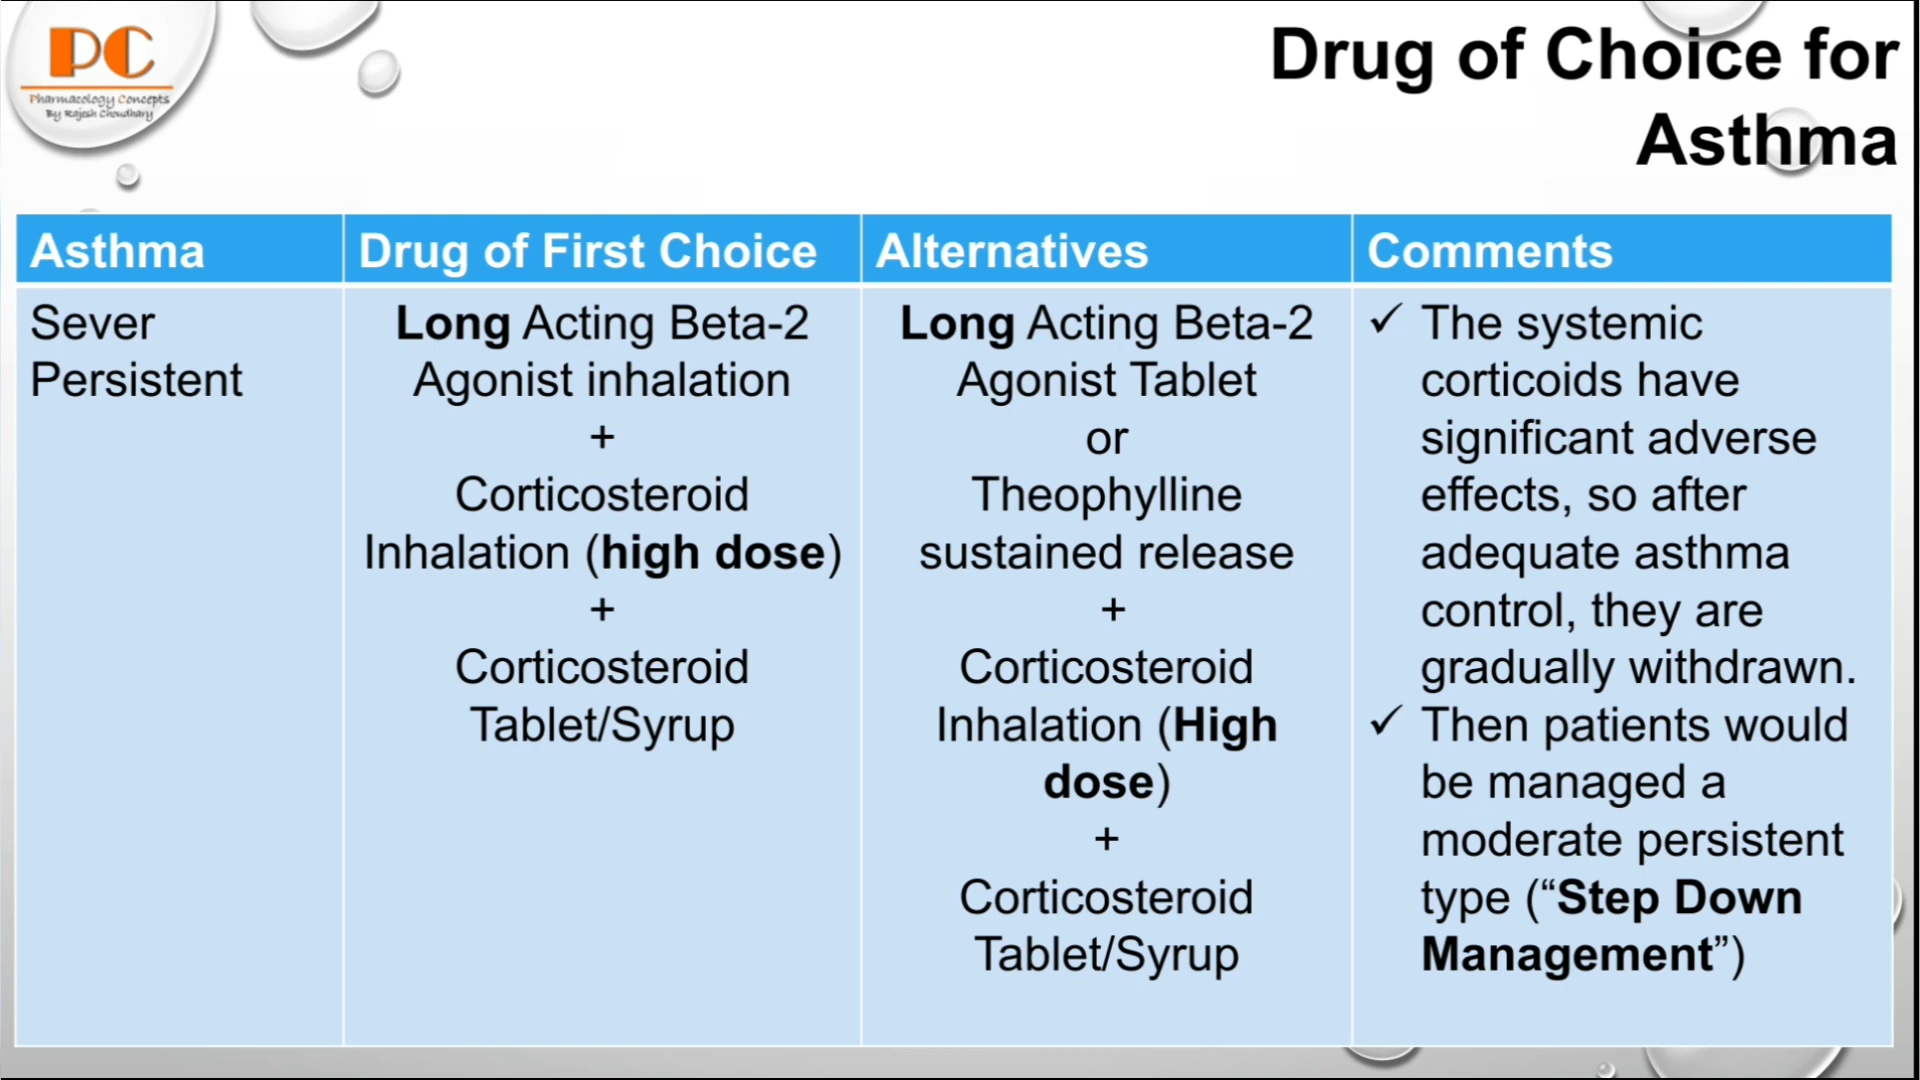 PC
Pharmacology Concepts
By Rajesh Choudhary
Drug of Choice for
Asthma
Asthma
Drug of First Choice
Alternatives
Comments
Sever
Persistent
Long Acting Beta-2
Agonist inhalation
+
Corticosteroid
Inhalation (high dose)
+
Corticosteroid
Tablet/Syrup
Long Acting Beta-2
Agonist Tablet
or
Theophylline
sustained release
+
Corticosteroid
Inhalation (High
dose)
+
Corticosteroid
Tablet/Syrup
✓ The systemic
corticoids have
significant adverse
effects, so after
adequate asthma
control, they are
gradually withdrawn.
✓ Then patients would
be managed a
moderate persistent
type (“Step Down
Management”)